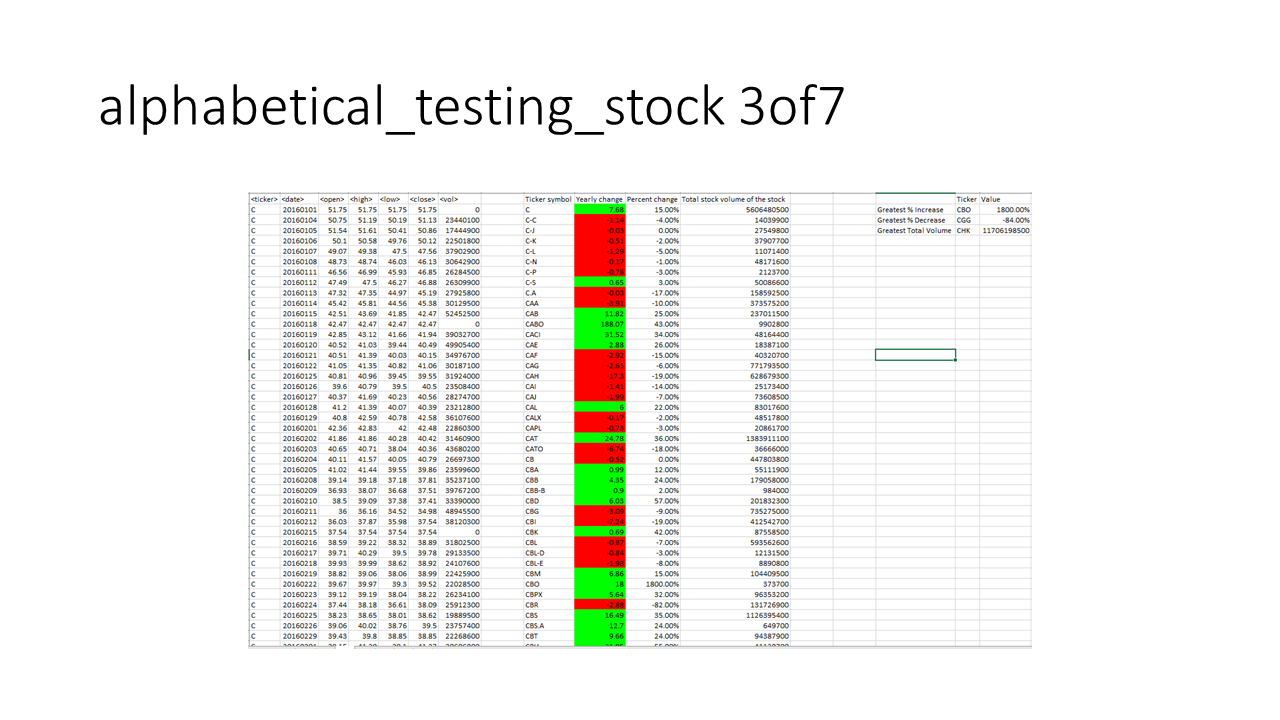 alphabetical_testing_stock 3of7
<ticker> <date> <open> <high> <low> <close> <vol> Ticker symbol Yearly change Percent change Total stock volume of the stock Ticker Value
C 20160101 51.75 51.75 51.75 51.75 0 C 7.68 15.00% 5606480500 Greatest % Increase CBO 1800.00%
C 20160104 50.75 51.19 50.19 51.13 23440100 C-C -2.14 -4.00% 14039900 Greatest % Decrease CGG -84.00%
C 20160105 51.54 51.61 50.41 50.86 17444900 C-J -0.03 0.00% 27549800 Greatest Total Volume CHK 11706198500
C 20160106 50.1 50.58 49.76 50.12 22501800 C-K -0.51 -2.00% 37907700
C 20160107 49.07 49.38 47.5 47.56 37902900 C-L -1.29 -5.00% 11071400
C 20160108 48.73 48.74 46.03 46.13 30642900 C-N -0.17 -1.00% 48171600
C 20160111 46.56 46.99 45.93 46.85 26284500 C-P -0.78 -3.00% 2123700
C 20160112 47.49 47.5 46.27 46.88 26309900 C-S 0.65 3.00% 50086600
C 20160113 47.32 47.35 44.97 45.19 27925800 C.A -0.03 -17.00% 158592500
C 20160114 45.42 45.81 44.56 45.38 30129500 CAA -3.91 -10.00% 373575200
C 20160115 42.51 43.69 41.85 42.47 52452500 CAB 11.82 25.00% 237011500
C 20160118 42.47 42.47 42.47 42.47 0 CABO 188.07 43.00% 9902800
C 20160119 42.85 43.12 41.66 41.94 39032700 CACI 31.52 34.00% 48164400
C 20160120 40.52 41.03 39.44 40.49 49905400 CAE 2.88 26.00% 18387100
C 20160121 40.51 41.39 40.03 40.15 34976700 CAF -2.92 -15.00% 40320700
C 20160122 41.05 41.35 40.82 41.06 30187100 CAG -2.61 -6.00% 771793500
C 20160125 40.81 40.96 39.45 39.55 31924000 CAH -17.3 -19.00% 628679300
C 20160126 39.6 40.79 39.5 40.5 23508400 CAI -1.41 -14.00% 25173400
C 20160127 40.37 41.69 40.23 40.56 28274700 CAJ -1.99 -7.00% 73608500
C 20160128 41.2 41.39 40.07 40.39 23212800 CAL 6 22.00% 83017600
C 20160129 40.8 42.59 40.78 42.58 36107600 CALX -0.17 -2.00% 48517800
C 20160201 42.36 42.83 42 42.48 22860300 CAPL -0.73 -3.00% 20861700
C 20160202 41.86 41.86 40.28 40.42 31460900 CAT 24.78 36.00% 1383911100
C 20160203 40.65 40.71 38.04 40.36 43680200 CATO -6.74 -18.00% 36666000
C 20160204 40.11 41.57 40.05 40.79 26697300 CB -0.52 0.00% 447803800
C 20160205 41.02 41.44 39.55 39.86 23599600 CBA 0.99 12.00% 55111900
C 20160208 39.14 39.18 37.18 37.81 35237100 CBB 4.35 24.00% 179058000
C 20160209 36.93 38.07 36.68 37.51 39767200 CBB-B 0.9 2.00% 984000
C 20160210 38.5 39.09 37.38 37.41 33390000 CBD 6.03 57.00% 201832300
C 20160211 36 36.16 34.52 34.98 48945500 CBG -3.09 -9.00% 735275000
C 20160212 36.03 37.87 35.98 37.54 38120300 CBI -7.24 -19.00% 412542700
C 20160215 37.54 37.54 37.54 37.54 0 CBK 0.69 42.00% 87558500
C 20160216 38.59 39.22 38.32 38.89 31802500 CBL -0.87 -7.00% 593562600
C 20160217 39.71 40.29 39.5 39.78 29133500 CBL-D -0.84 -3.00% 12131500
C 20160218 39.93 39.99 38.62 38.92 24107600 CBL-E -1.98 -8.00% 8890800
C 20160219 38.82 39.06 38.06 38.99 22425900 CBM 6.86 15.00% 104409500
C 20160222 39.67 39.97 39.3 39.52 22028500 CBO 18 1800.00% 373700
C 20160223 39.12 39.19 38.04 38.22 26234100 CBPX 5.64 32.00% 96353200
C 20160224 37.44 38.18 36.61 38.09 25912300 CBR -2.88 -82.00% 131726900
C 20160225 38.23 38.65 38.01 38.62 19889500 CBS 16.49 35.00% 1126395400
C 20160226 39.06 40.02 38.76 39.5 23757400 CBS.A 12.7 24.00% 649700
C 20160229 39.43 39.8 38.85 38.85 22268600 CBT 9.66 24.00% 94387900